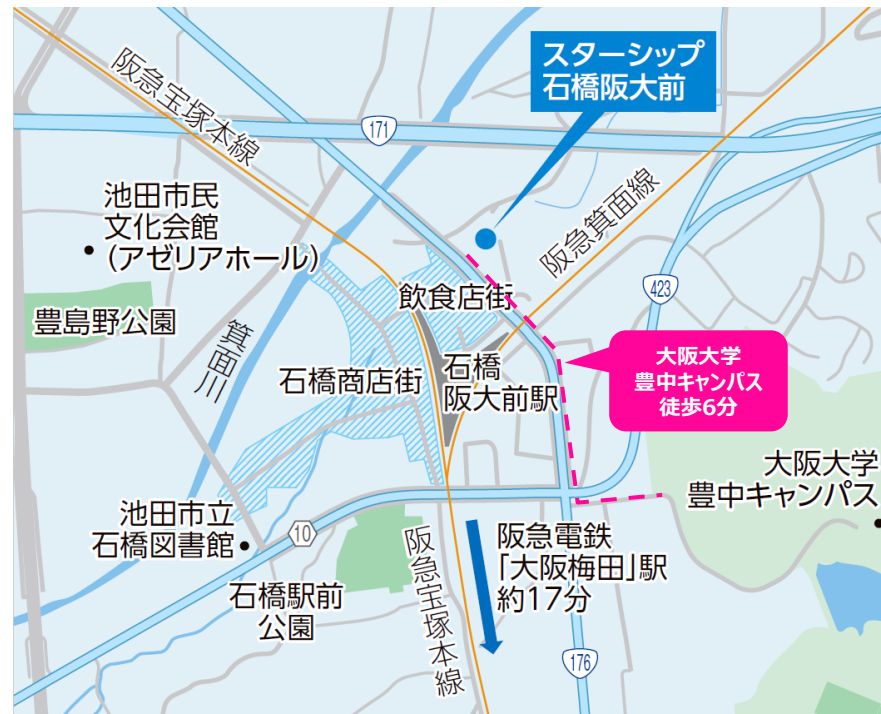 スターシップ
石橋阪大前
阪急宝塚本線
171
池田市民
文化会館
(アゼリアホール)
阪急箕面線
423
飲食店街
豊島野公園
箕面川
石橋商店街
石橋
阪大前駅
大阪大学
豊中キャンパス
徒歩6分
大阪大学
豊中キャンパス
池田市立
石橋図書館
10
阪急電鉄
「大阪梅田」駅
約17分
石橋駅前
公園
阪急宝塚本線
176